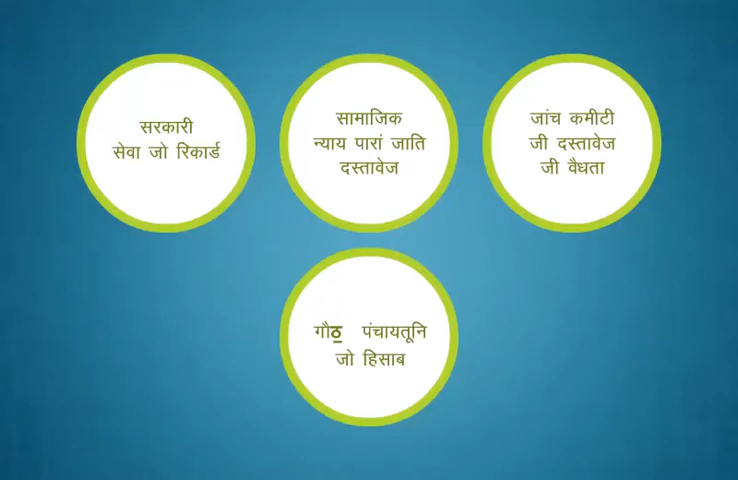 सरकारी
सेवा जो रिकार्ड
सामाजिक
न्याय पारां जाति
दस्तावेज
जांच कमीटी
जी दस्तावेज
जी वैधता
गौठ॒ पंचायतूनि
जो हिसाब